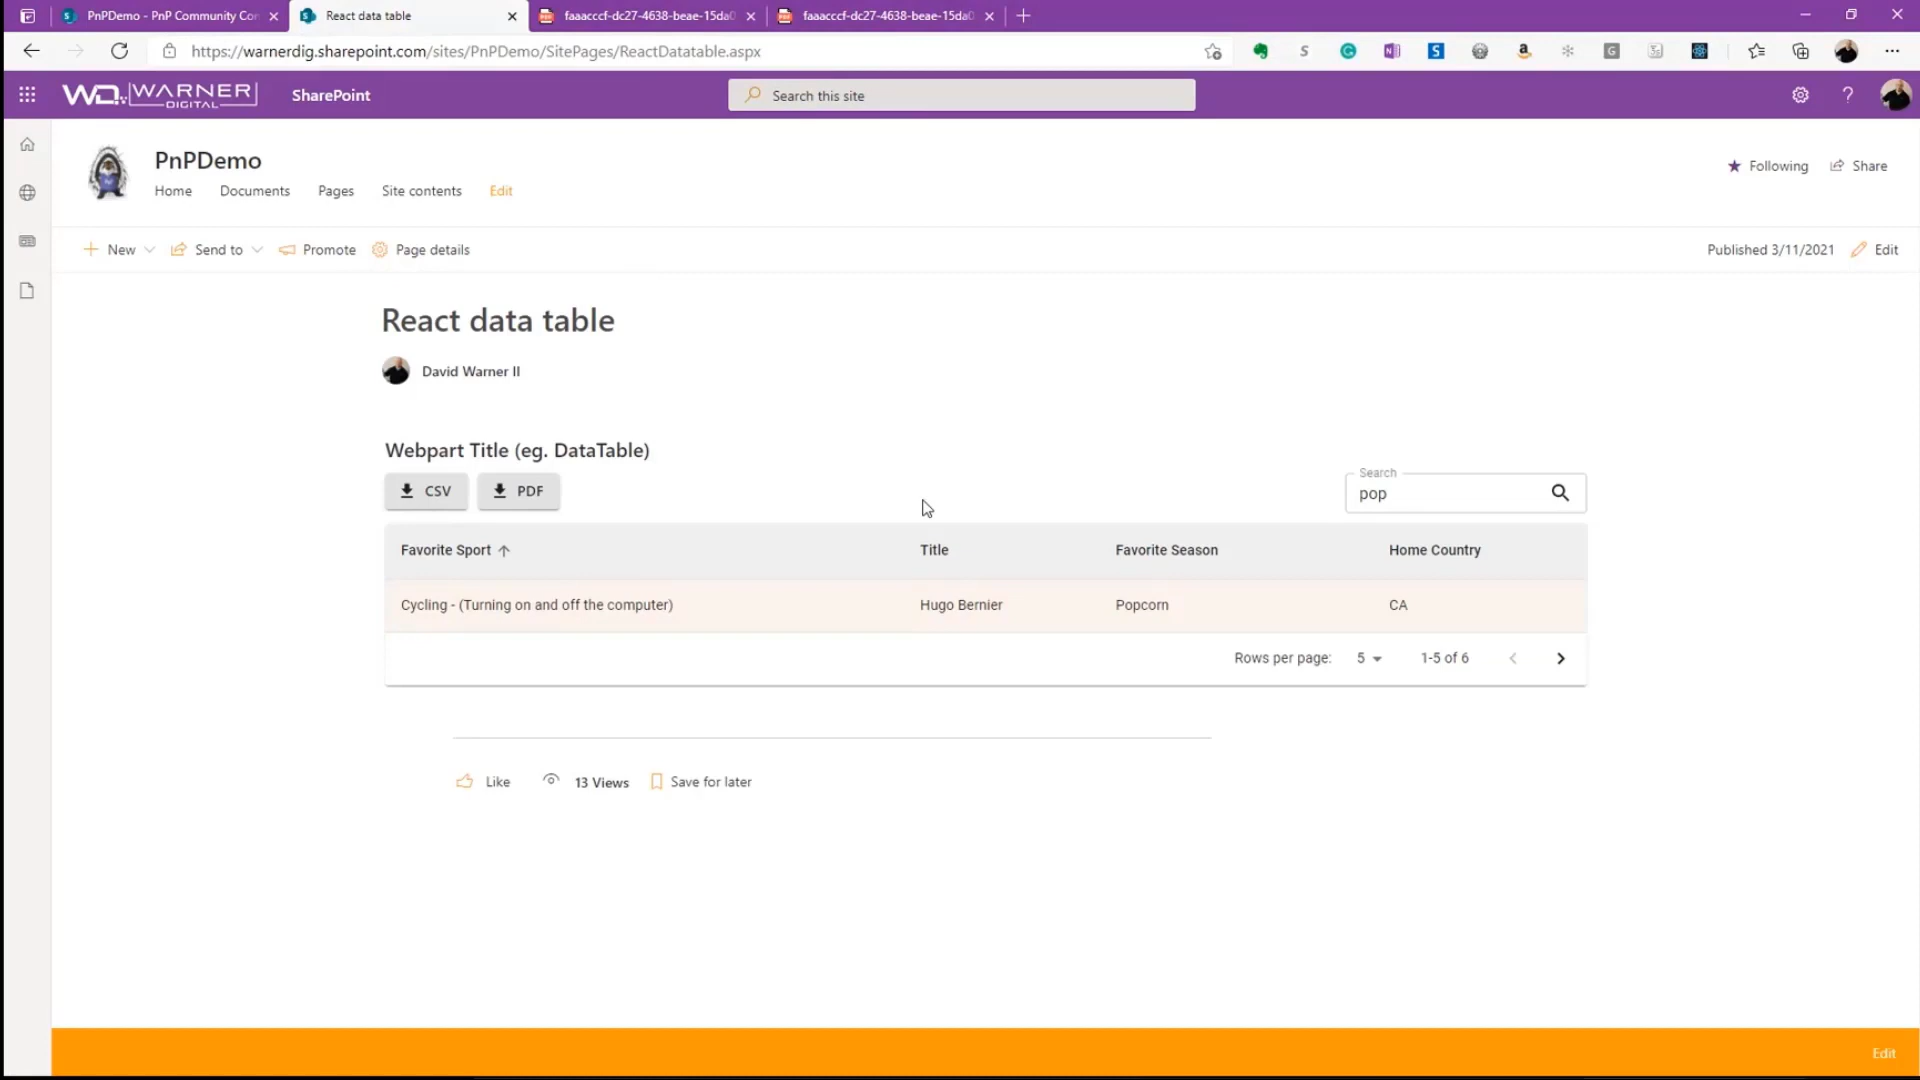 PnPDemo - PnP Community Con
React data table
faaacccf-dc27-4638-beae-15da0
faaacccf-dc27-4638-beae-15da0
https://warnerdig.sharepoint.com/sites/PnPDemo/SitePages/ReactDatatable.aspx
WD. WARNER DIGITAL
SharePoint
Search this site
PnPDemo
Home Documents Pages Site contents Edit
Following Share
New Send to Promote Page details
Published 3/11/2021 Edit
React data table
David Warner II
Webpart Title (eg. DataTable)
CSV PDF
Search
pop
Favorite Sport Title Favorite Season Home Country
Cycling - (Turning on and off the computer) Hugo Bernier Popcorn CA
Rows per page: 5 1-5 of 6
Like 13 Views Save for later
Edit